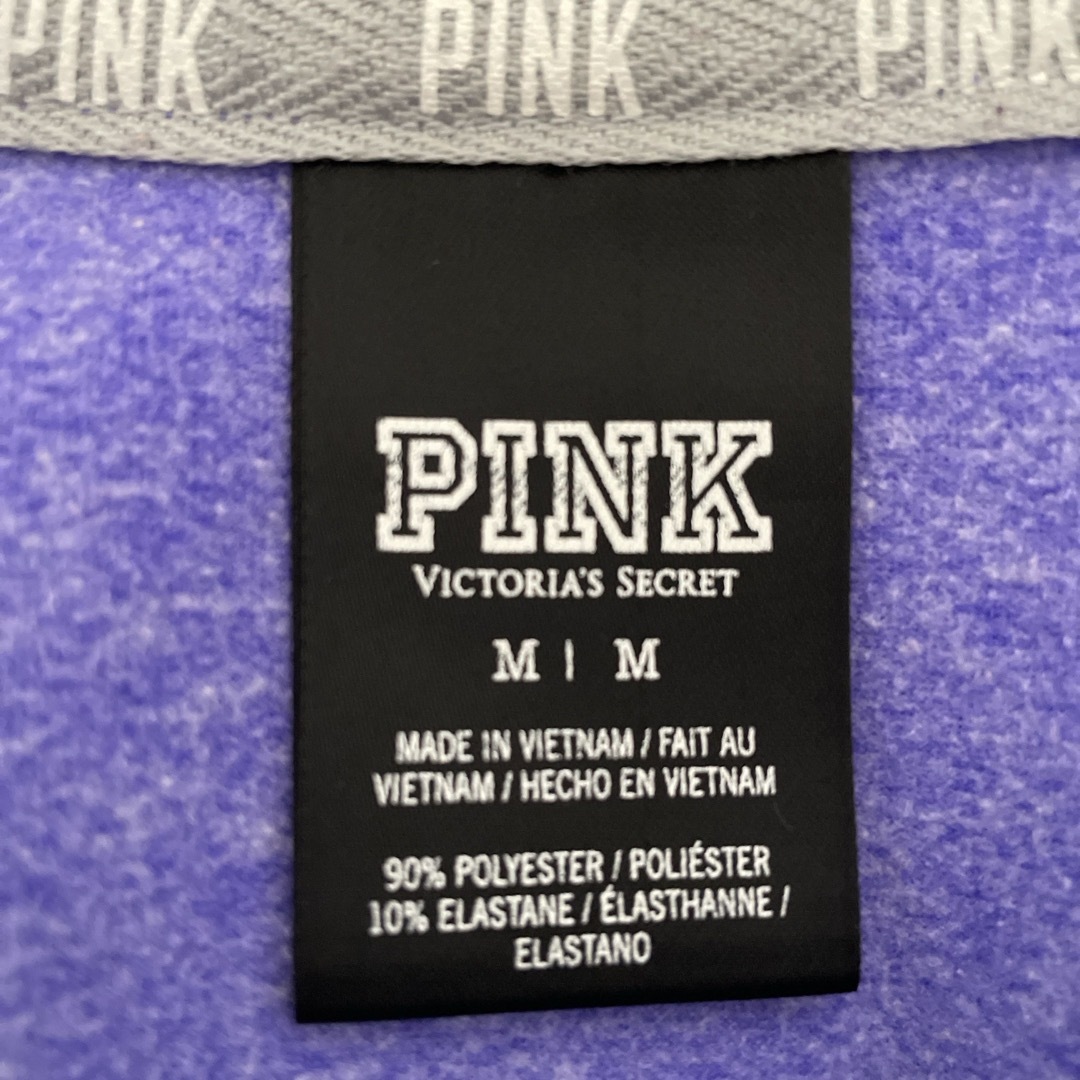 PINK PINK PINK
PINK
VICTORIA'S SECRET
M | M
MADE IN VIETNAM / FAIT AU
VIETNAM / HECHO EN VIETNAM
90% POLYESTER / POLIÉSTER
10% ELASTANE / ÉLASTHANNE /
ELASTANO